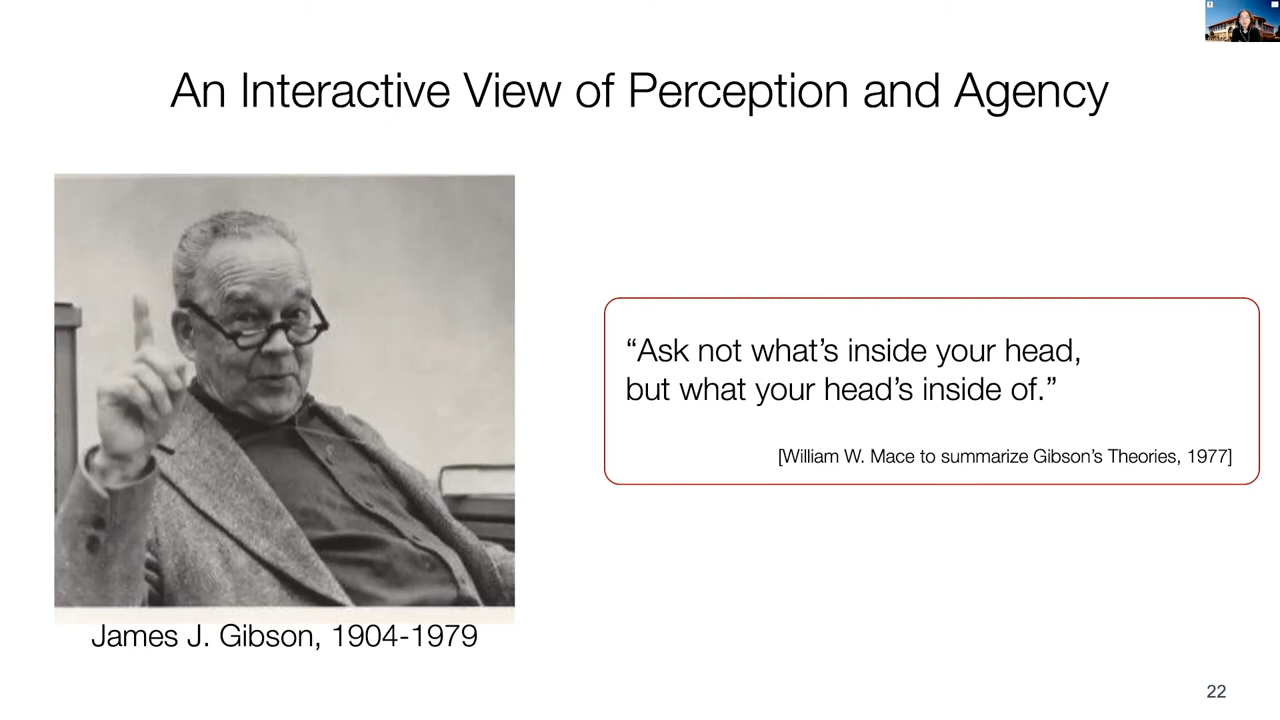 An Interactive View of Perception and Agency
“Ask not what’s inside your head,
but what your head’s inside of.”
[William W. Mace to summarize Gibson’s Theories, 1977]
James J. Gibson, 1904-1979
22